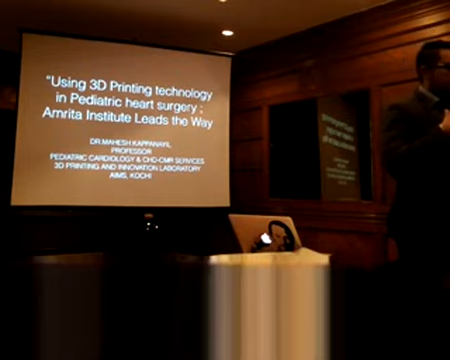 "Using 3D Printing technology
in Pediatric heart surgery ;
Amrita Institute Leads the Way
DR.MAHESH KAPPANAYIL
PROFESSOR
PEDIATRIC CARDIOLOGY & CHD-CMR SERVICES
3D PRINTING AND INNOVATION LABORATORY
AIMS, KOCHI